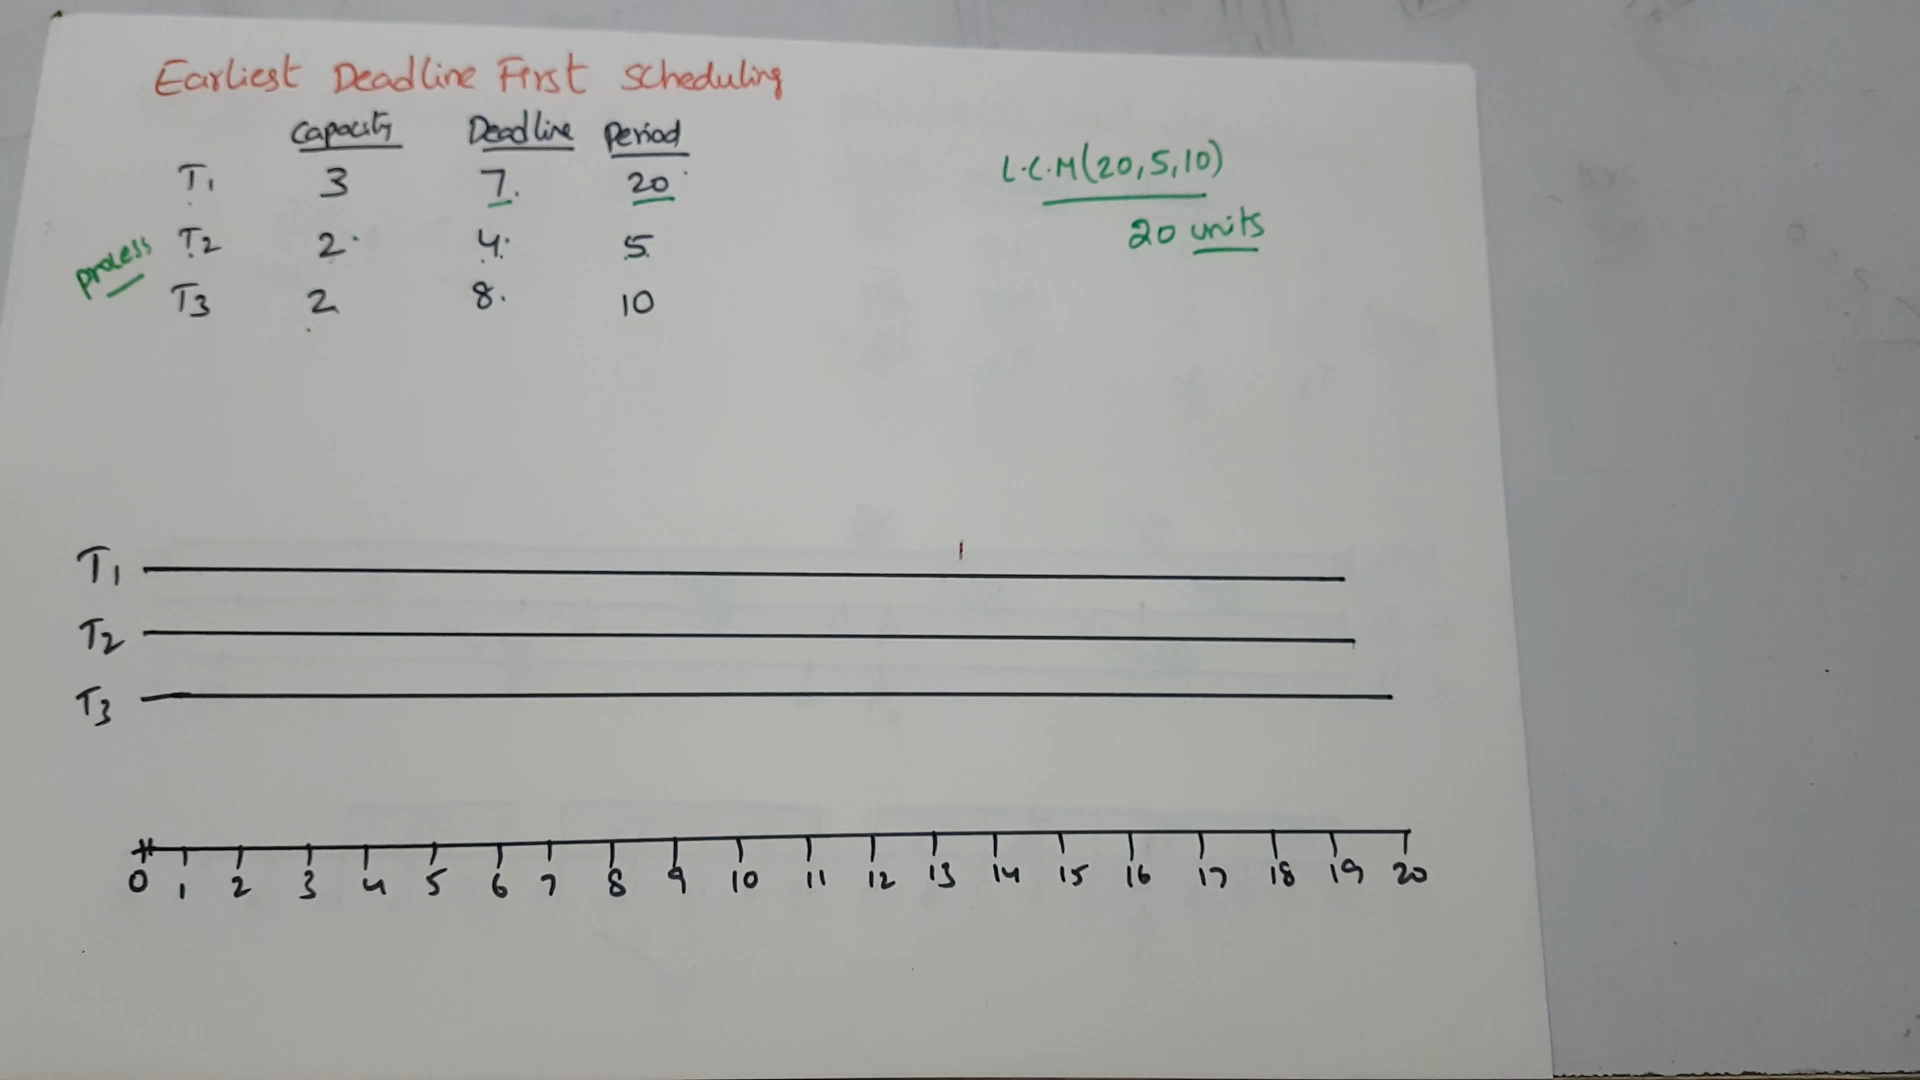 Earliest Deadline First Scheduling
Capacity Deadline Period
T1 3 7. 20
process T2 2 4. 5
T3 2 8. 10
L.C.M(20,5,10)
20 units
T1
T2
T3
0 1 2 3 4 5 6 7 8 9 10 11 12 13 14 15 16 17 18 19 20